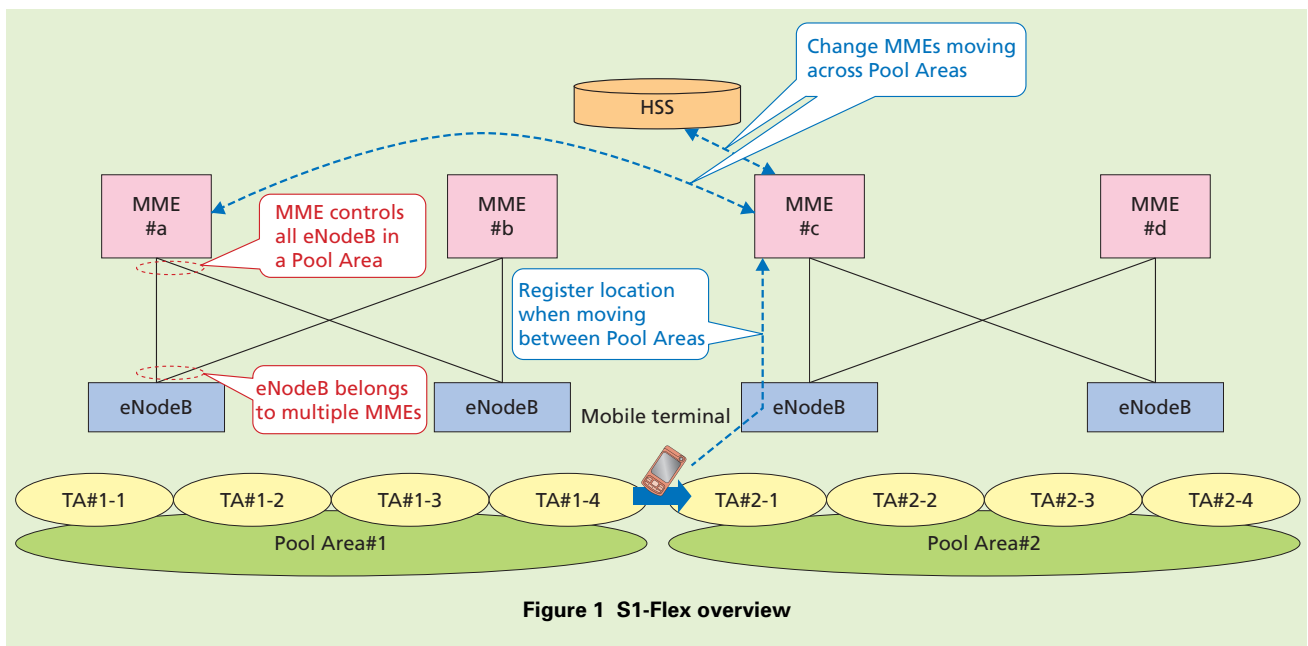 Change MMEs moving
across Pool Areas
HSS
MME
#a
MME
#b
MME
#c
MME
#d
MME controls
all eNodeB in
a Pool Area
Register location
when moving
between Pool Areas
eNodeB belongs
to multiple MMEs
eNodeB
eNodeB
Mobile terminal
eNodeB
eNodeB
TA#1-1
TA#1-2
TA#1-3
TA#1-4
TA#2-1
TA#2-2
TA#2-3
TA#2-4
Pool Area#1
Pool Area#2
Figure 1 S1-Flex overview